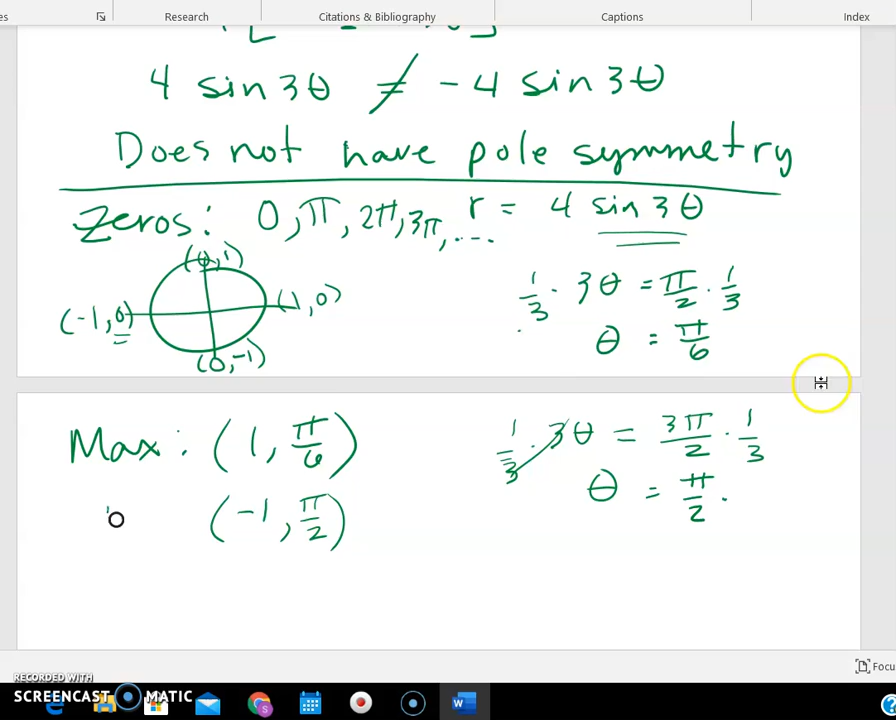 Research Citations & Bibliography Captions Index
4 sin 3θ ≠ -4 sin 3θ
Does not have pole symmetry
Zeros: 0, π, 2π, 3π, .... r = 4 sin 3θ
(0, 1)
(-1, 0) (1, 0)
(0, -1)
1/3 · 3θ = π/2 · 1/3
θ = π/6
Max: (1, π/6)
(-1, π/2)
1/3 · 3θ = 3π/2 · 1/3
θ = π/2 .
Focu
RECORDED WITH
SCREENCAST MATIC